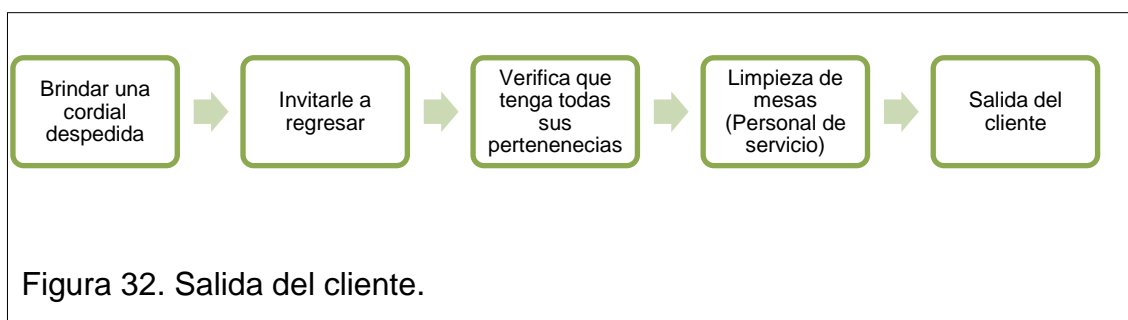 Brindar una
cordial
despedida
Invitarle a
regresar
Verifica que
tenga todas
sus
pertenenecias
Limpieza de
mesas
(Personal de
servicio)
Salida del
cliente
Figura 32. Salida del cliente.